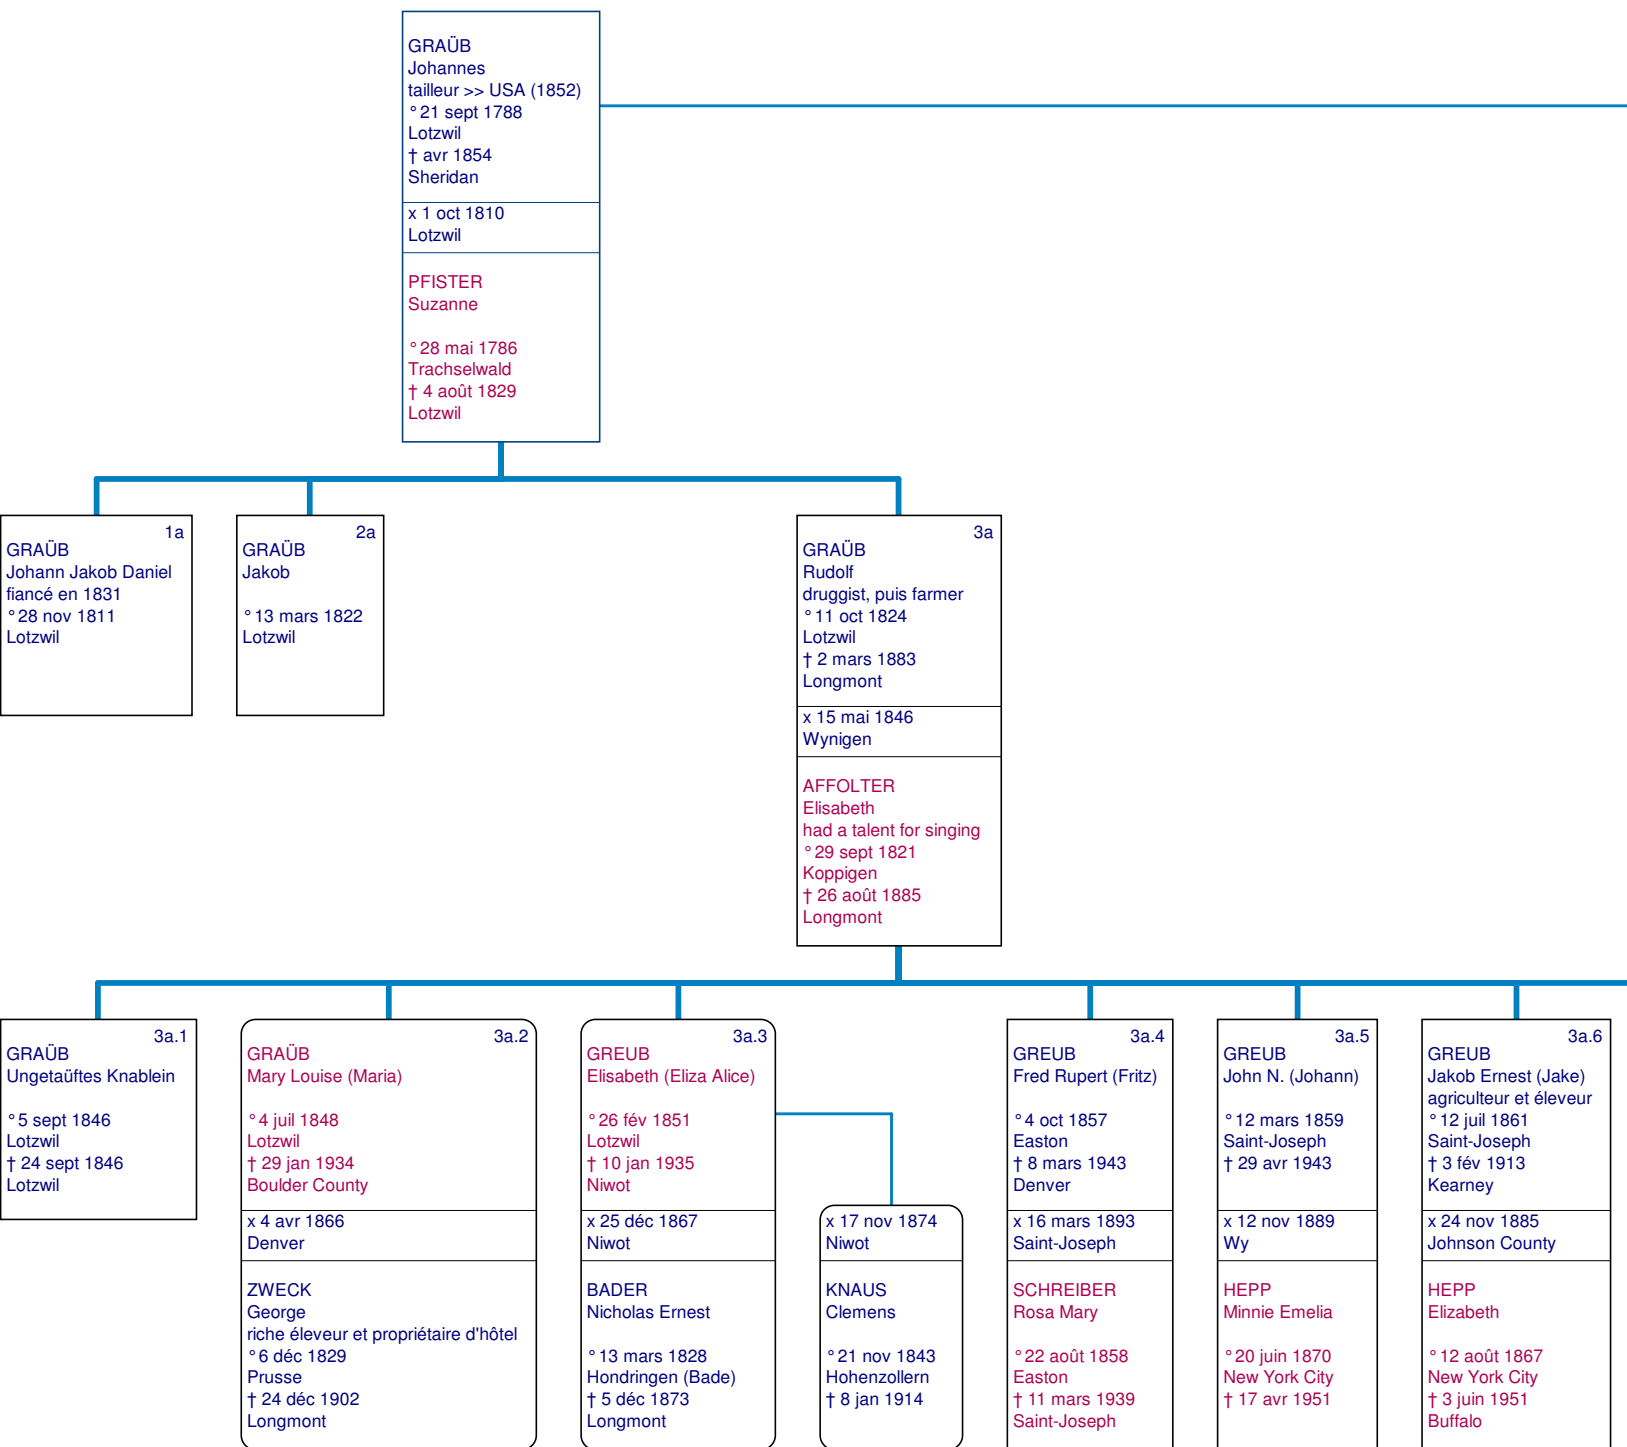 GRAÜB
Johannes
tailleur >> USA (1852)
° 21 sept 1788
Lotzwil
† avr 1854
Sheridan
x 1 oct 1810
Lotzwil
PFISTER
Suzanne
° 28 mai 1786
Trachselwald
† 4 août 1829
Lotzwil
1a
GRAÜB
Johann Jakob Daniel
fiancé en 1831
° 28 nov 1811
Lotzwil
2a
GRAÜB
Jakob
° 13 mars 1822
Lotzwil
3a
GRAÜB
Rudolf
druggist, puis farmer
° 11 oct 1824
Lotzwil
† 2 mars 1883
Longmont
x 15 mai 1846
Wynigen
AFFOLTER
Elisabeth
had a talent for singing
° 29 sept 1821
Koppigen
† 26 août 1885
Longmont
3a.1
GRAÜB
Ungetaüftes Knablein
° 5 sept 1846
Lotzwil
† 24 sept 1846
Lotzwil
3a.2
GRAÜB
Mary Louise (Maria)
° 4 juil 1848
Lotzwil
† 29 jan 1934
Boulder County
x 4 avr 1866
Denver
ZWECK
George
riche éleveur et propriétaire d'hôtel
° 6 déc 1829
Prusse
† 24 déc 1902
Longmont
3a.3
GREUB
Elisabeth (Eliza Alice)
° 26 fév 1851
Lotzwil
† 10 jan 1935
Niwot
x 25 déc 1867
Niwot
BADER
Nicholas Ernest
° 13 mars 1828
Hondringen (Bade)
† 5 déc 1873
Longmont
x 17 nov 1874
Niwot
KNAUS
Clemens
° 21 nov 1843
Hohenzollern
† 8 jan 1914
3a.4
GREUB
Fred Rupert (Fritz)
° 4 oct 1857
Easton
† 8 mars 1943
Denver
x 16 mars 1893
Saint-Joseph
SCHREIBER
Rosa Mary
° 22 août 1858
Easton
† 11 mars 1939
Saint-Joseph
3a.5
GREUB
John N. (Johann)
° 12 mars 1859
Saint-Joseph
† 29 avr 1943
x 12 nov 1889
Wy
HEPP
Minnie Emelia
° 20 juin 1870
New York City
† 17 avr 1951
3a.6
GREUB
Jakob Ernest (Jake)
agriculteur et éleveur
° 12 juil 1861
Saint-Joseph
† 3 fév 1913
Kearney
x 24 nov 1885
Johnson County
HEPP
Elizabeth
° 12 août 1867
New York City
† 3 juin 1951
Buffalo